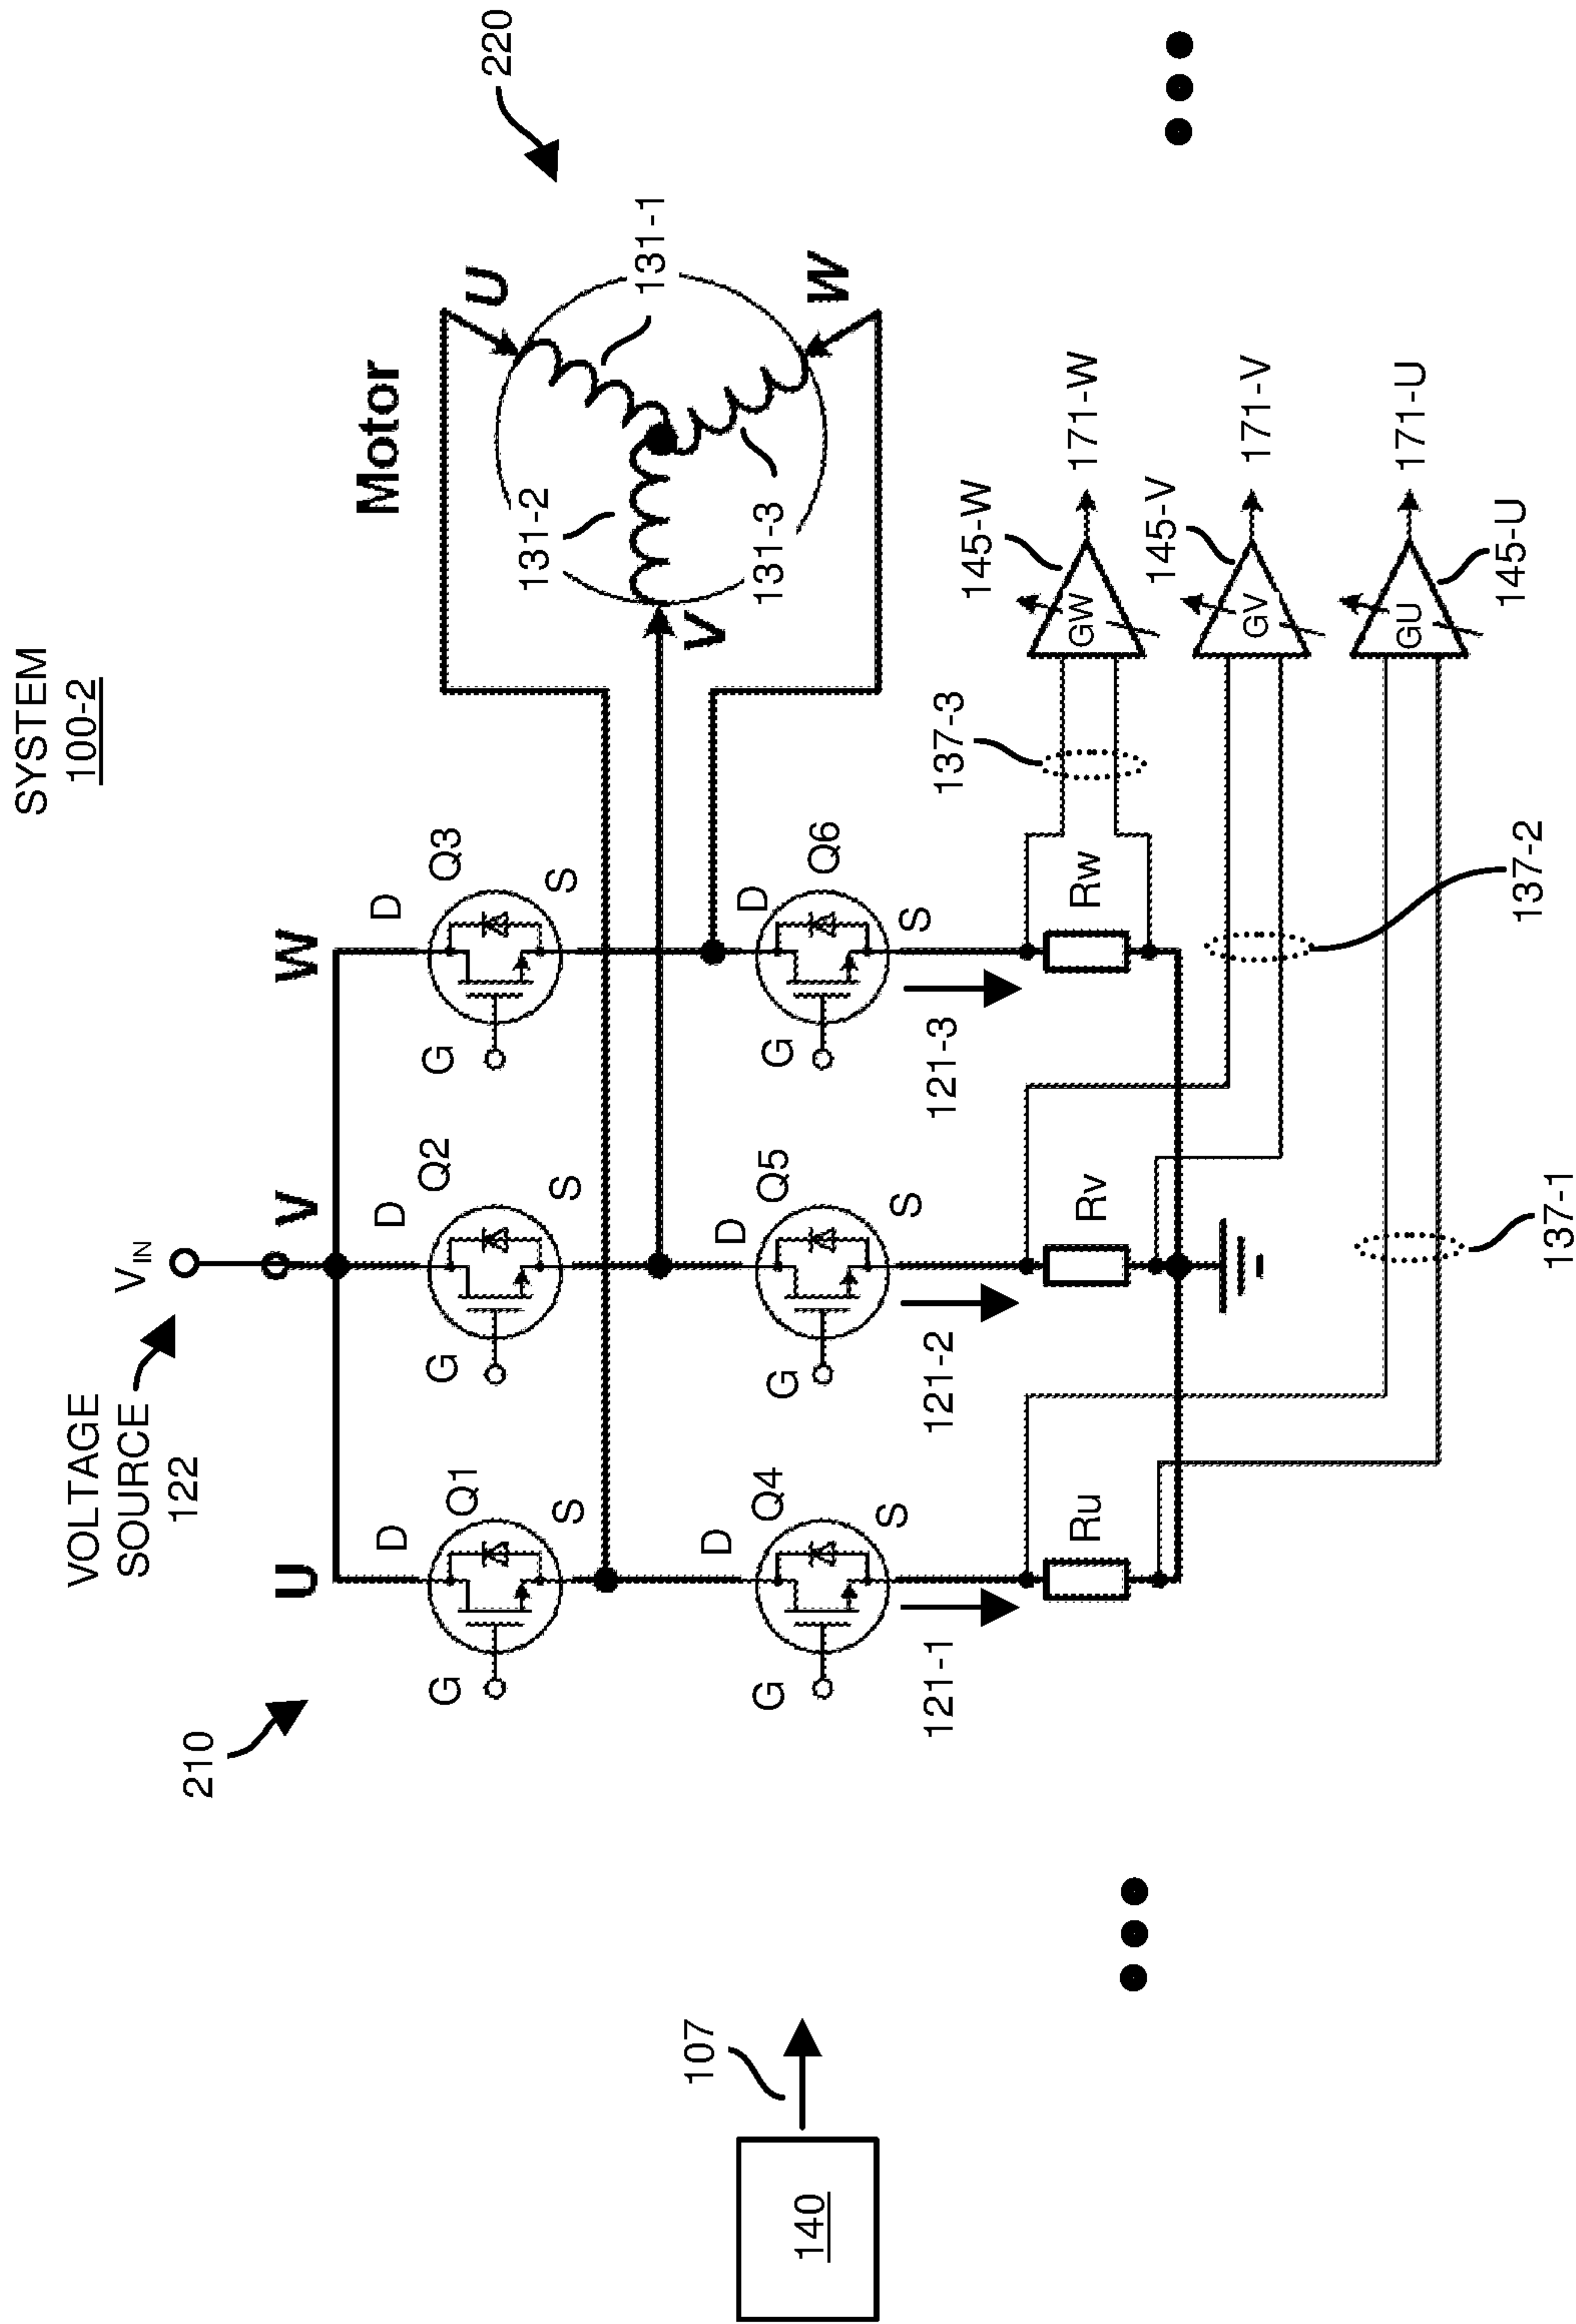 SYSTEM
100-2
VOLTAGE
SOURCE
122
V_IN
210
U
V
W
D
Q1
G
S
D
Q2
G
S
D
Q3
G
S
Motor
220
U
131-1
131-2
131-3
V
W
D
Q4
G
S
D
Q5
G
S
D
Q6
G
S
121-1
121-2
121-3
Ru
Rv
Rw
137-3
137-2
137-1
145-W
GW
171-W
145-V
GV
171-V
145-U
GU
171-U
107
140